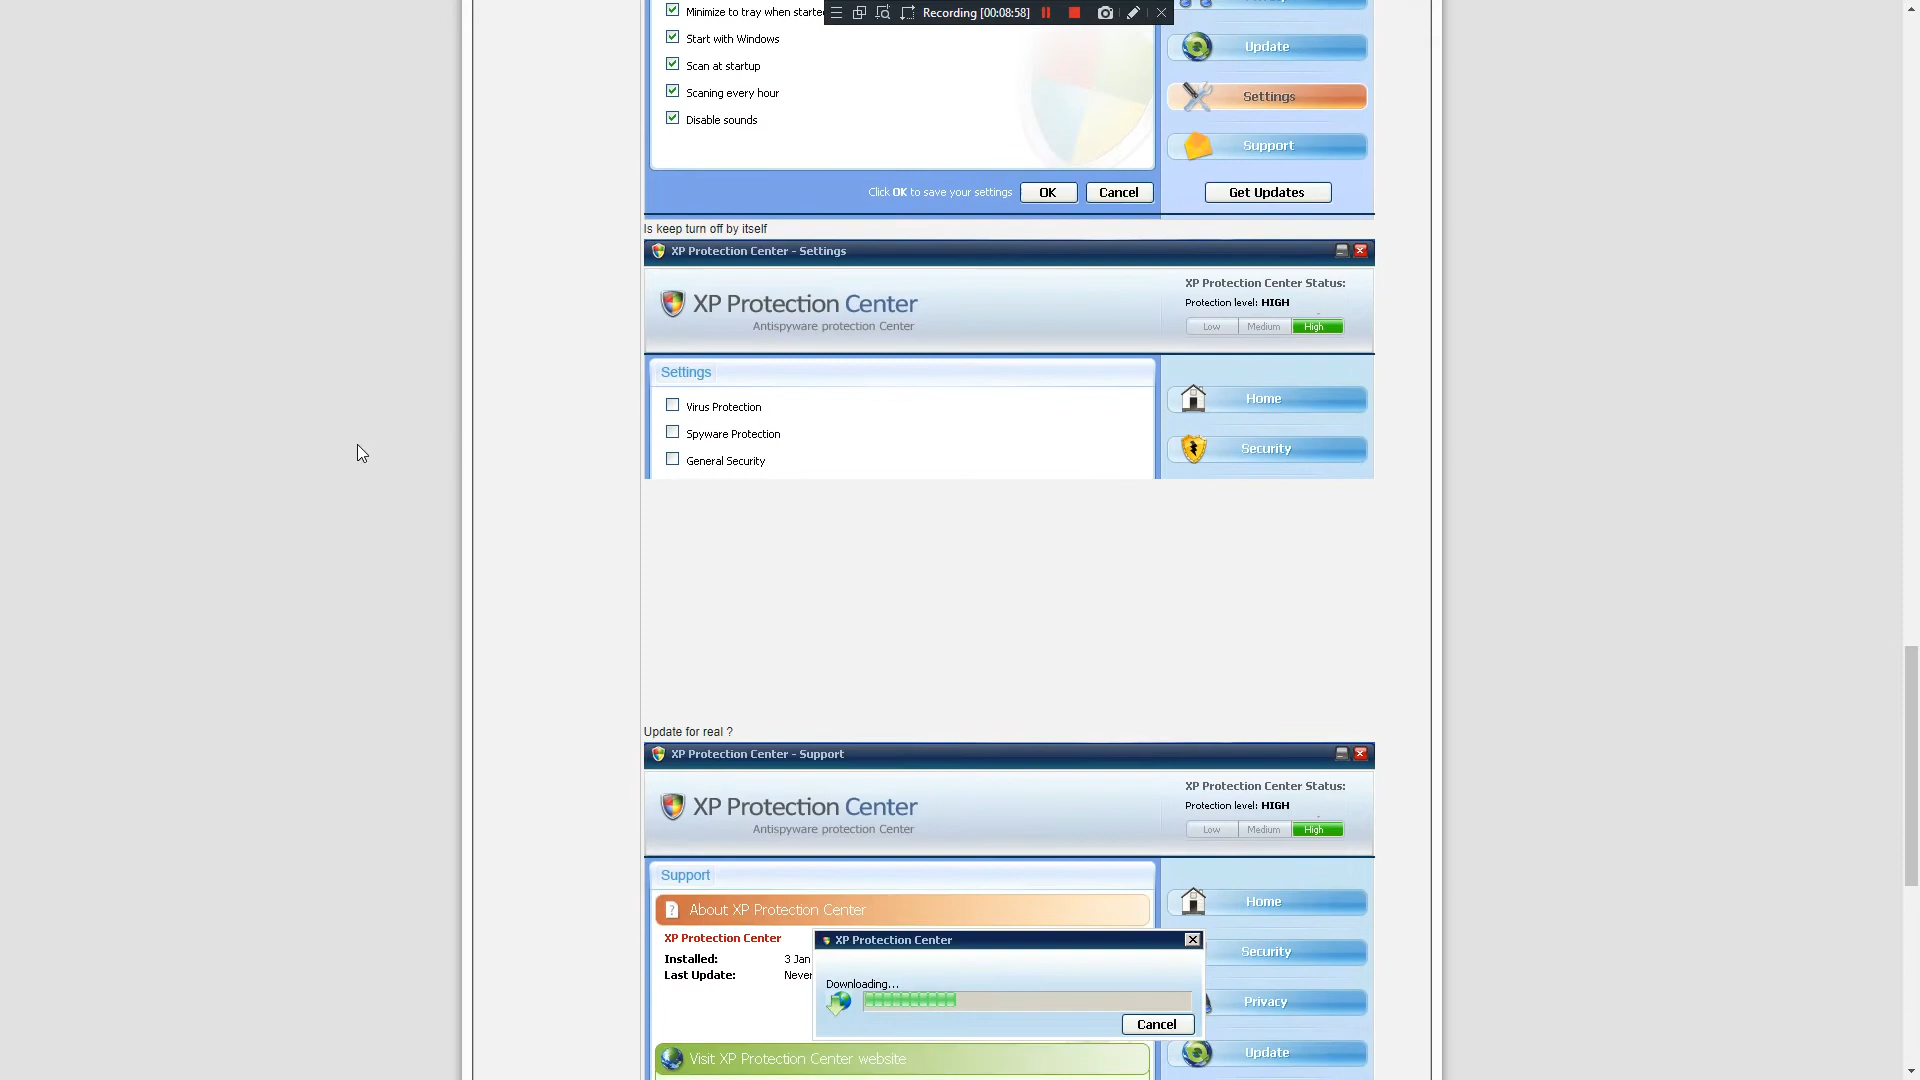 Minimize to tray when starte
Recording [00:08:58]
Start with Windows
Update
Scan at startup
Scaning every hour
Settings
Disable sounds
Support
Click OK to save your settings
OK
Cancel
Get Updates
Is keep turn off by itself
XP Protection Center - Settings
XP Protection Center
Antispyware protection Center
XP Protection Center Status:
Protection level: HIGH
Low Medium High
Settings
Virus Protection
Spyware Protection
General Security
Home
Security
Update for real ?
XP Protection Center - Support
XP Protection Center
Antispyware protection Center
XP Protection Center Status:
Protection level: HIGH
Low Medium High
Support
About XP Protection Center
XP Protection Center
Installed: 3 Jan
Last Update: Never
XP Protection Center
Downloading...
Cancel
Visit XP Protection Center website
Home
Security
Privacy
Update